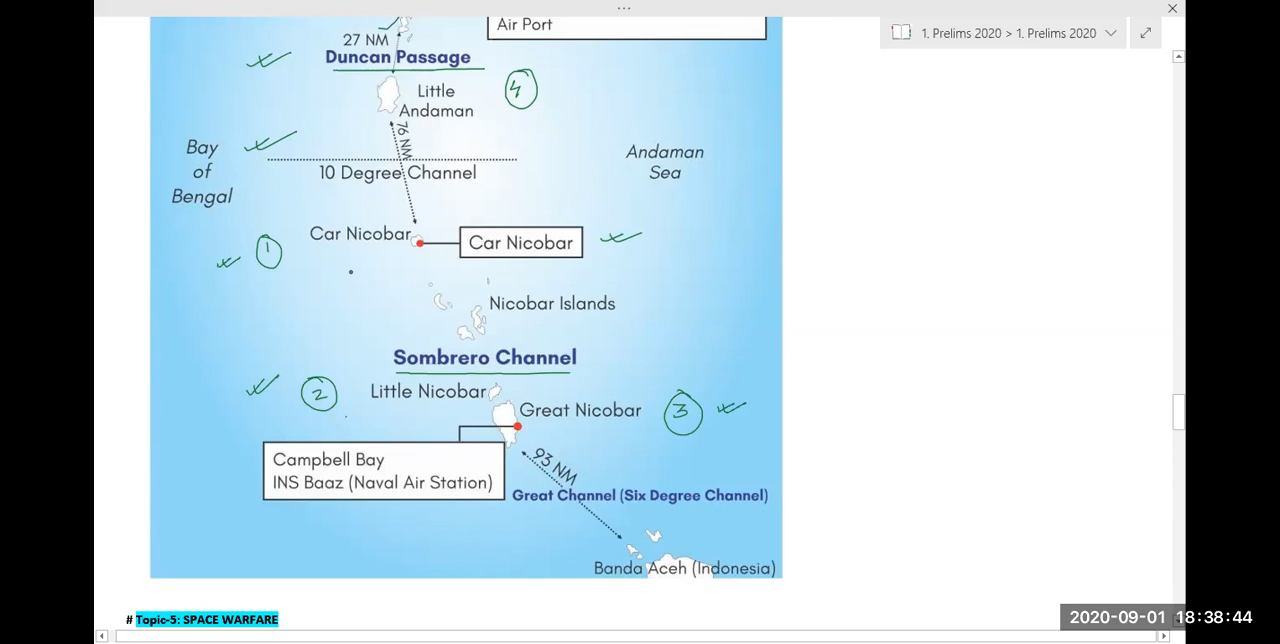 1. Prelims 2020 > 1. Prelims 2020
Air Port
27 NM
Duncan Passage
Little
Andaman
4
76 NM
Bay
of
Bengal
Andaman
Sea
10 Degree Channel
Car Nicobar
Car Nicobar
1
Nicobar Islands
Sombrero Channel
Little Nicobar
2
Great Nicobar
3
Campbell Bay
INS Baaz (Naval Air Station)
93 NM
Great Channel (Six Degree Channel)
Banda Aceh (Indonesia)
# Topic-5: SPACE WARFARE
2020-09-01 18:38:44